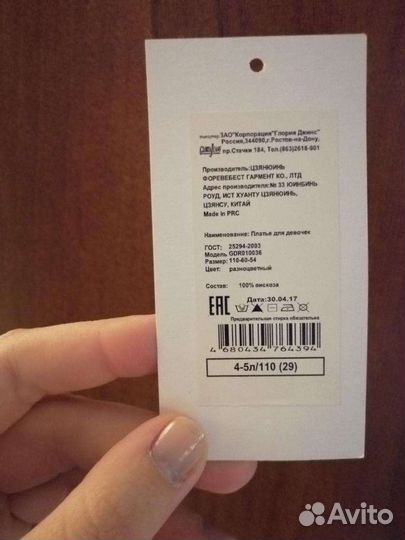 Импортер: ЗАО"Корпорация"Глория Джинс"
Россия,344090,г.Ростов-на-Дону,
пр.Стачки 184, Тел.(863)2618-901
Производитель: ЦЗЯНЮИНЬ
ФОРЕВЕБЕСТ ГАРМЕНТ КО., ЛТД
Адрес производителя:№ 33 ЮИНБИНЬ
РОУД, ИСТ ХУАНТУ ЦЗЯНЮИНЬ,
ЦЗЯНСУ, КИТАЙ
Made in PRC
Наименование: Платье для девочек
ГОСТ: 25294-2003
Модель GDR010036
Размер: 110-60-54
Цвет: разноцветный
Состав: 100% вискоза
EAC Дата:30.04.17
Предварительная стирка обязательна
4 680434 764394
4-5л/110 (29)
Avito